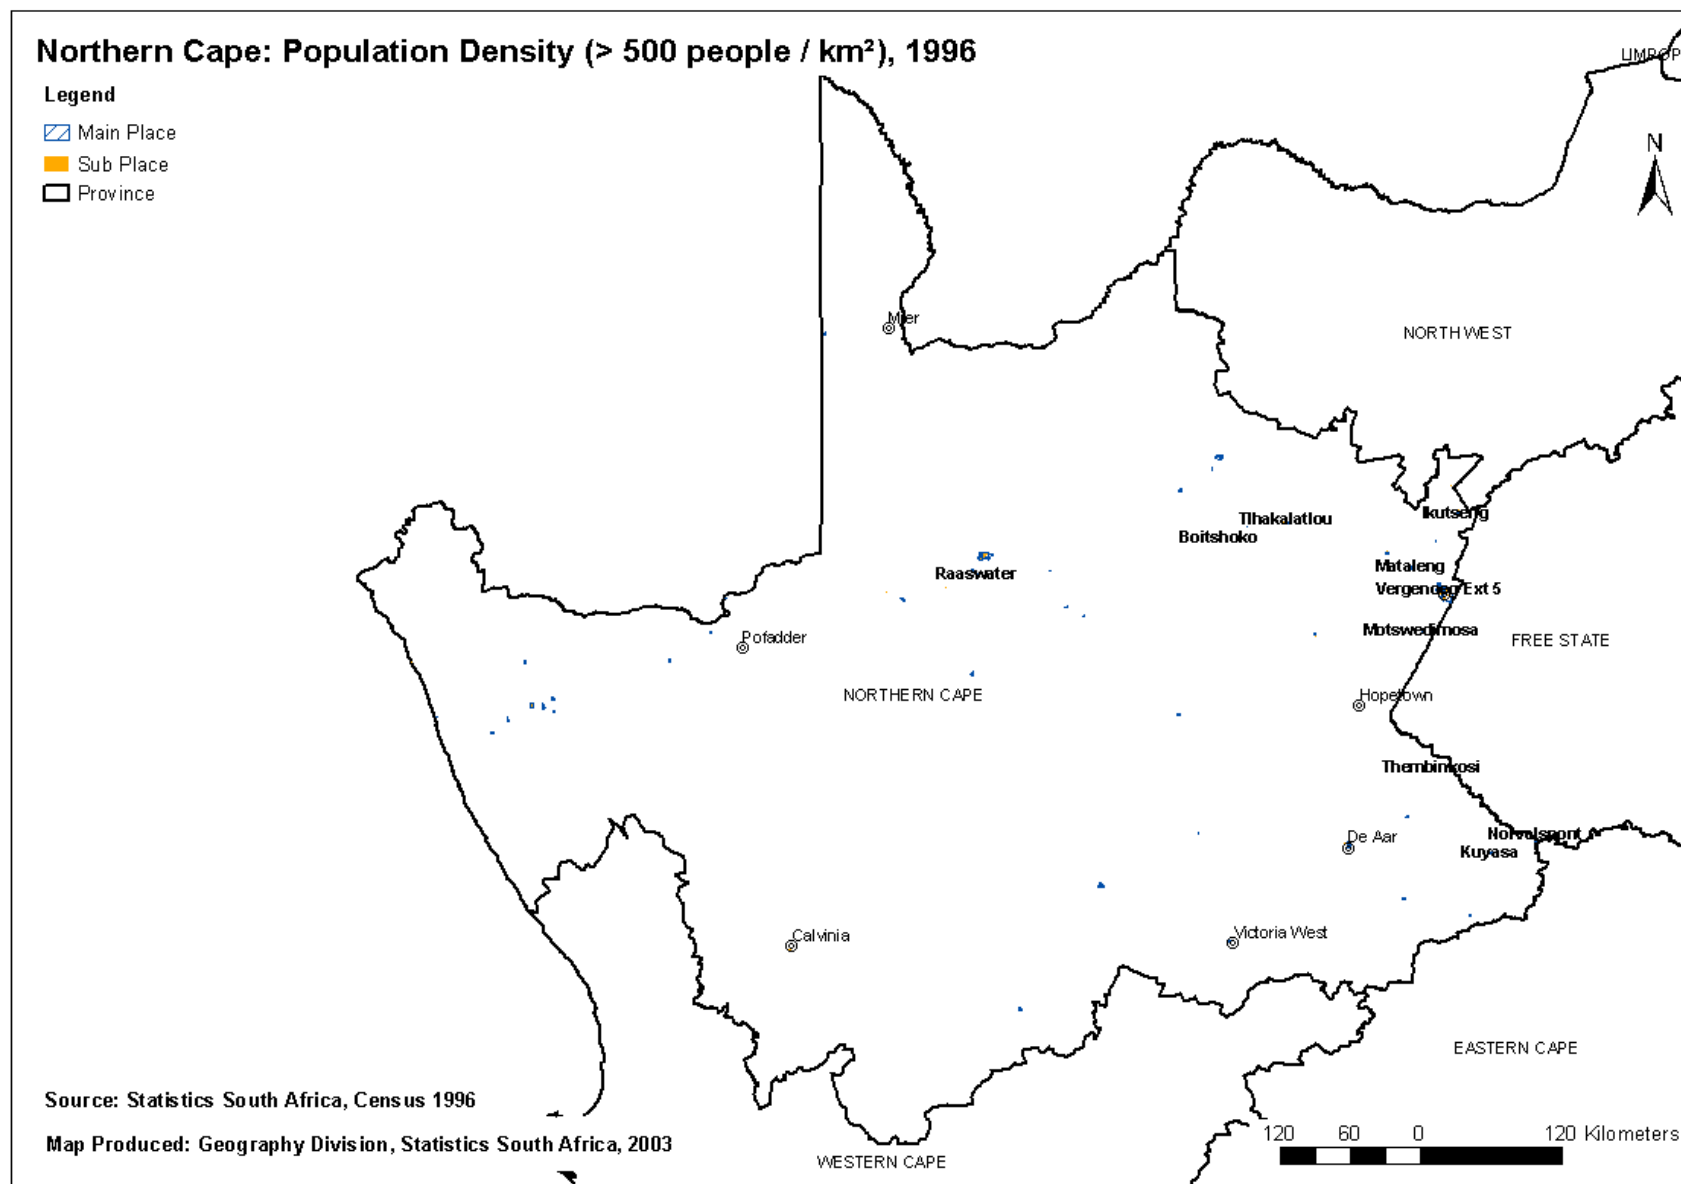 Northern Cape: Population Density (> 500 people / km²), 1996
Legend
Main Place
Sub Place
Province
LIMPOP
N
Mier
NORTH WEST
Tlhakalatlou
Ikutseng
Boitshoko
Raaswater
Mataleng
Vergenoeg Ext 5
Motswedimosa
FREE STATE
Pofadder
NORTHERN CAPE
Hopetown
Thembinkosi
De Aar
Norvalspont
Kuyasa
Calvinia
Victoria West
EASTERN CAPE
WESTERN CAPE
Source: Statistics South Africa, Census 1996
Map Produced: Geography Division, Statistics South Africa, 2003
120 60 0 120 Kilometers